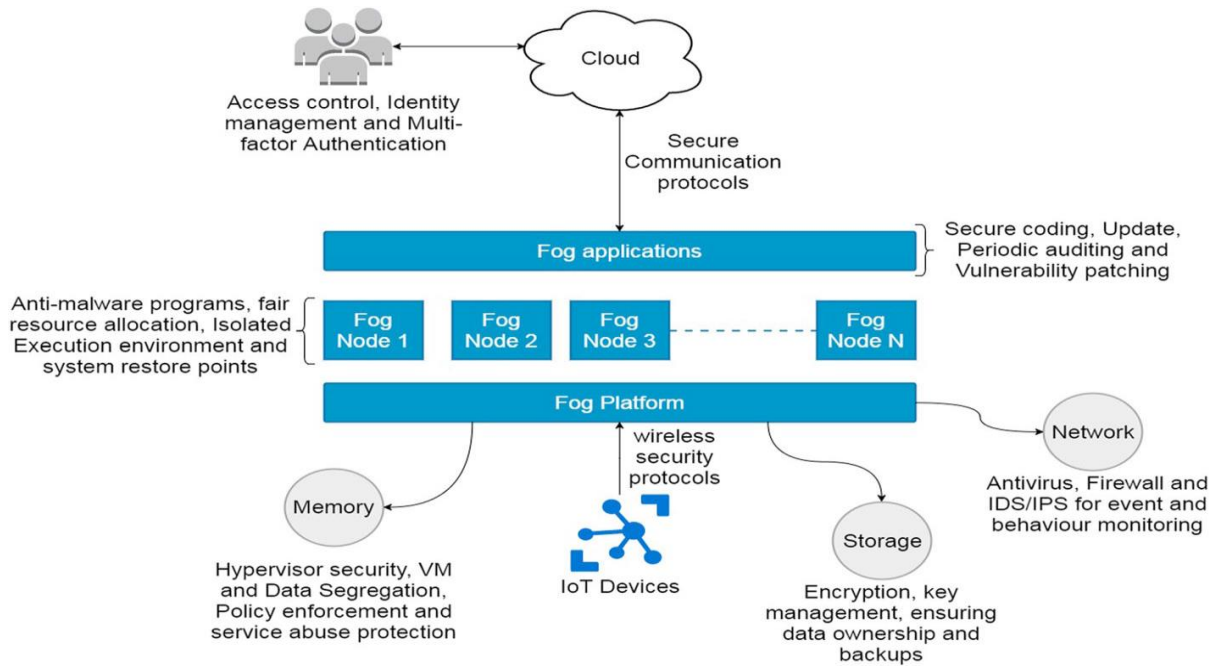 Cloud
Access control, Identity
management and Multi-
factor Authentication
Secure
Communication
protocols
Fog applications
Secure coding, Update,
Periodic auditing and
Vulnerability patching
Anti-malware programs, fair
resource allocation, Isolated
Execution environment and
system restore points
Fog
Node 1
Fog
Node 2
Fog
Node 3
Fog
Node N
Fog Platform
wireless
security
protocols
Network
Antivirus, Firewall and
IDS/IPS for event and
behaviour monitoring
Memory
Hypervisor security, VM
and Data Segregation,
Policy enforcement and
service abuse protection
IoT Devices
Storage
Encryption, key
management, ensuring
data ownership and
backups